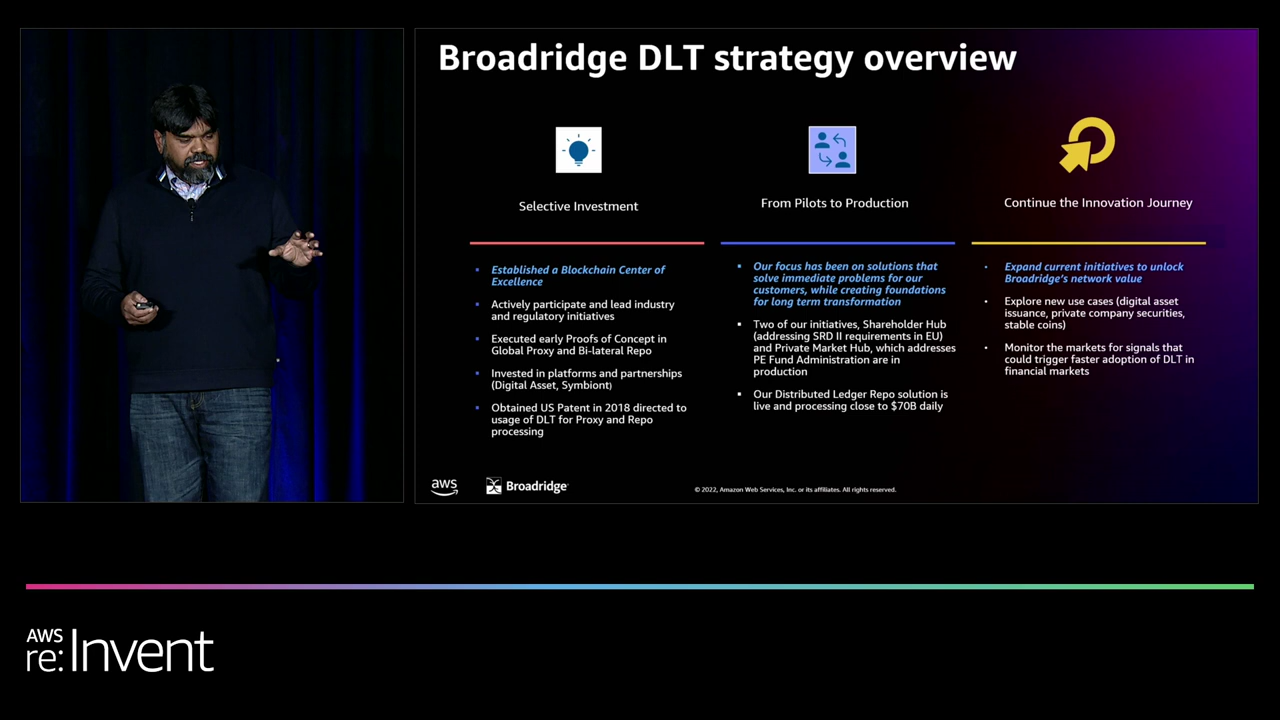 Broadridge DLT strategy overview
Selective Investment
Established a Blockchain Center of
Excellence
Actively participate and lead industry
and regulatory initiatives
Executed early Proofs of Concept in
Global Proxy and Bi-lateral Repo
Invested in platforms and partnerships
(Digital Asset, Symbiont)
Obtained US Patent in 2018 directed to
usage of DLT for Proxy and Repo
processing
From Pilots to Production
Our focus has been on solutions that
solve immediate problems for our
customers, while creating foundations
for long term transformation
Two of our initiatives, Shareholder Hub
(addressing SRD II requirements in EU)
and Private Market Hub, which addresses
PE Fund Administration are in
production
Our Distributed Ledger Repo solution is
live and processing close to $70B daily
Continue the Innovation Journey
Expand current initiatives to unlock
Broadridge's network value
Explore new use cases (digital asset
issuance, private company securities,
stable coins)
Monitor the markets for signals that
could trigger faster adoption of DLT in
financial markets
aws
Broadridge
© 2022, Amazon Web Services, Inc. or its affiliates. All rights reserved.
AWS
re:Invent